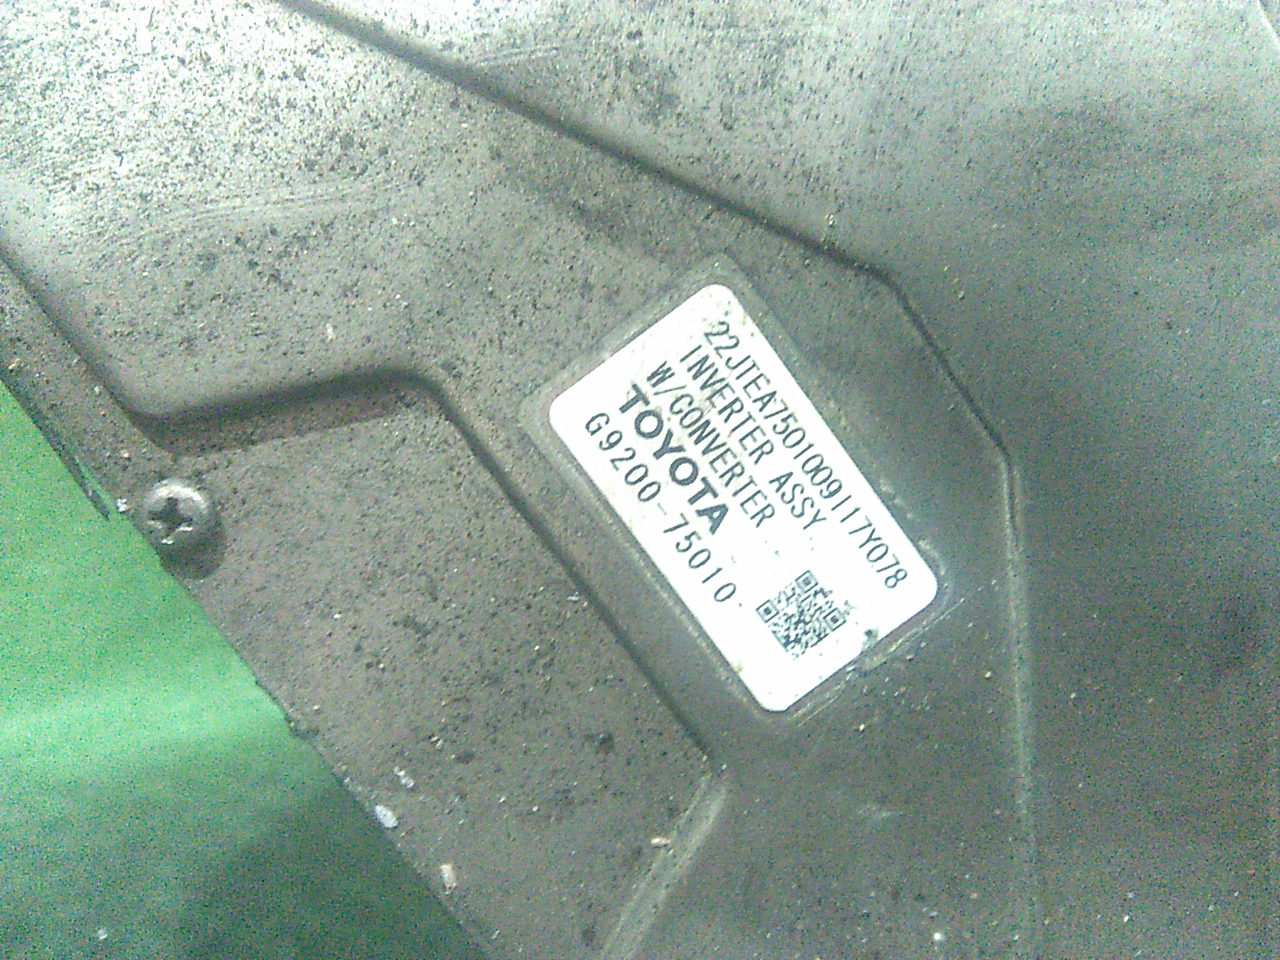 22JTEA7501009117Y078
INVERTER ASSY
W/CONVERTER
TOYOTA
G9200-75010